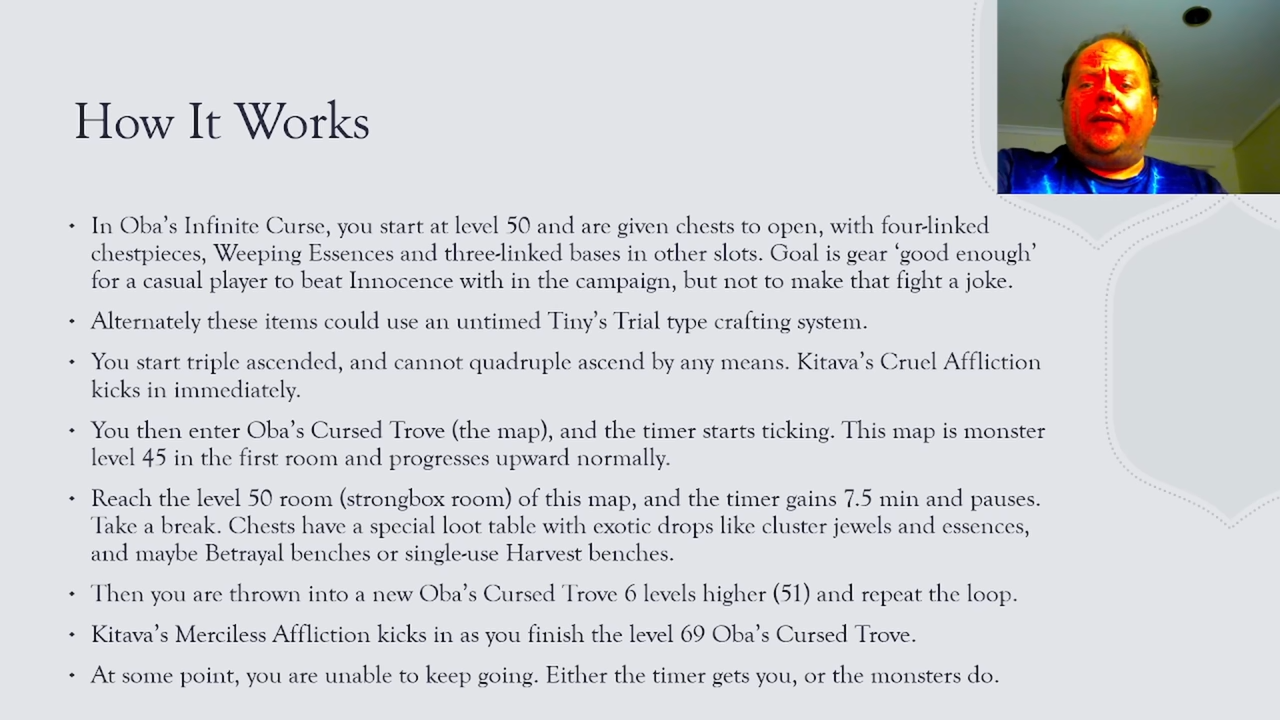 How It Works
• In Oba's Infinite Curse, you start at level 50 and are given chests to open, with four-linked
chestpieces, Weeping Essences and three-linked bases in other slots. Goal is gear ‘good enough’
for a casual player to beat Innocence with in the campaign, but not to make that fight a joke.
• Alternately these items could use an untimed Tiny's Trial type crafting system.
• You start triple ascended, and cannot quadruple ascend by any means. Kitava's Cruel Affliction
kicks in immediately.
• You then enter Oba's Cursed Trove (the map), and the timer starts ticking. This map is monster
level 45 in the first room and progresses upward normally.
• Reach the level 50 room (strongbox room) of this map, and the timer gains 7.5 min and pauses.
Take a break. Chests have a special loot table with exotic drops like cluster jewels and essences,
and maybe Betrayal benches or single-use Harvest benches.
• Then you are thrown into a new Oba's Cursed Trove 6 levels higher (51) and repeat the loop.
• Kitava's Merciless Affliction kicks in as you finish the level 69 Oba's Cursed Trove.
• At some point, you are unable to keep going. Either the timer gets you, or the monsters do.